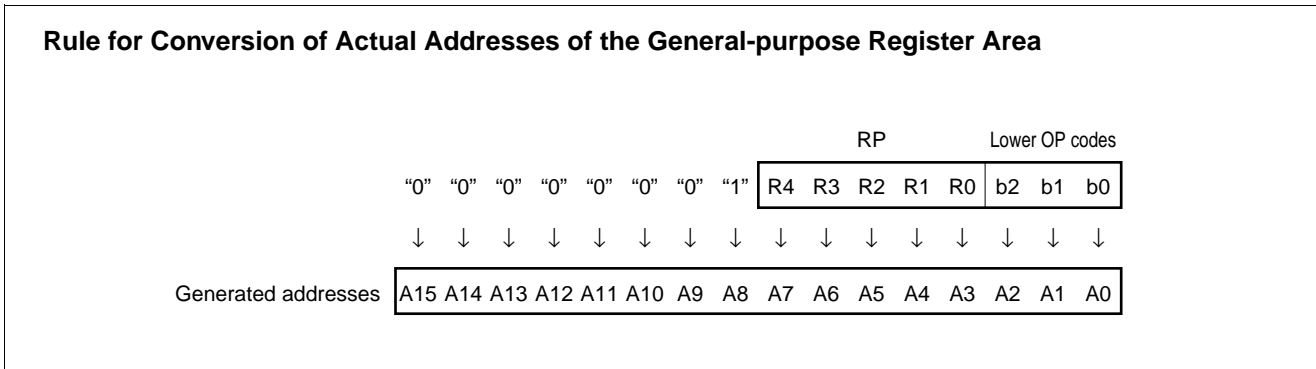 Rule for Conversion of Actual Addresses of the General-purpose Register Area
RP Lower OP codes
“0” “0” “0” “0” “0” “0” “0” “1” R4 R3 R2 R1 R0 b2 b1 b0
↓ ↓ ↓ ↓ ↓ ↓ ↓ ↓ ↓ ↓ ↓ ↓ ↓ ↓ ↓ ↓
Generated addresses A15 A14 A13 A12 A11 A10 A9 A8 A7 A6 A5 A4 A3 A2 A1 A0